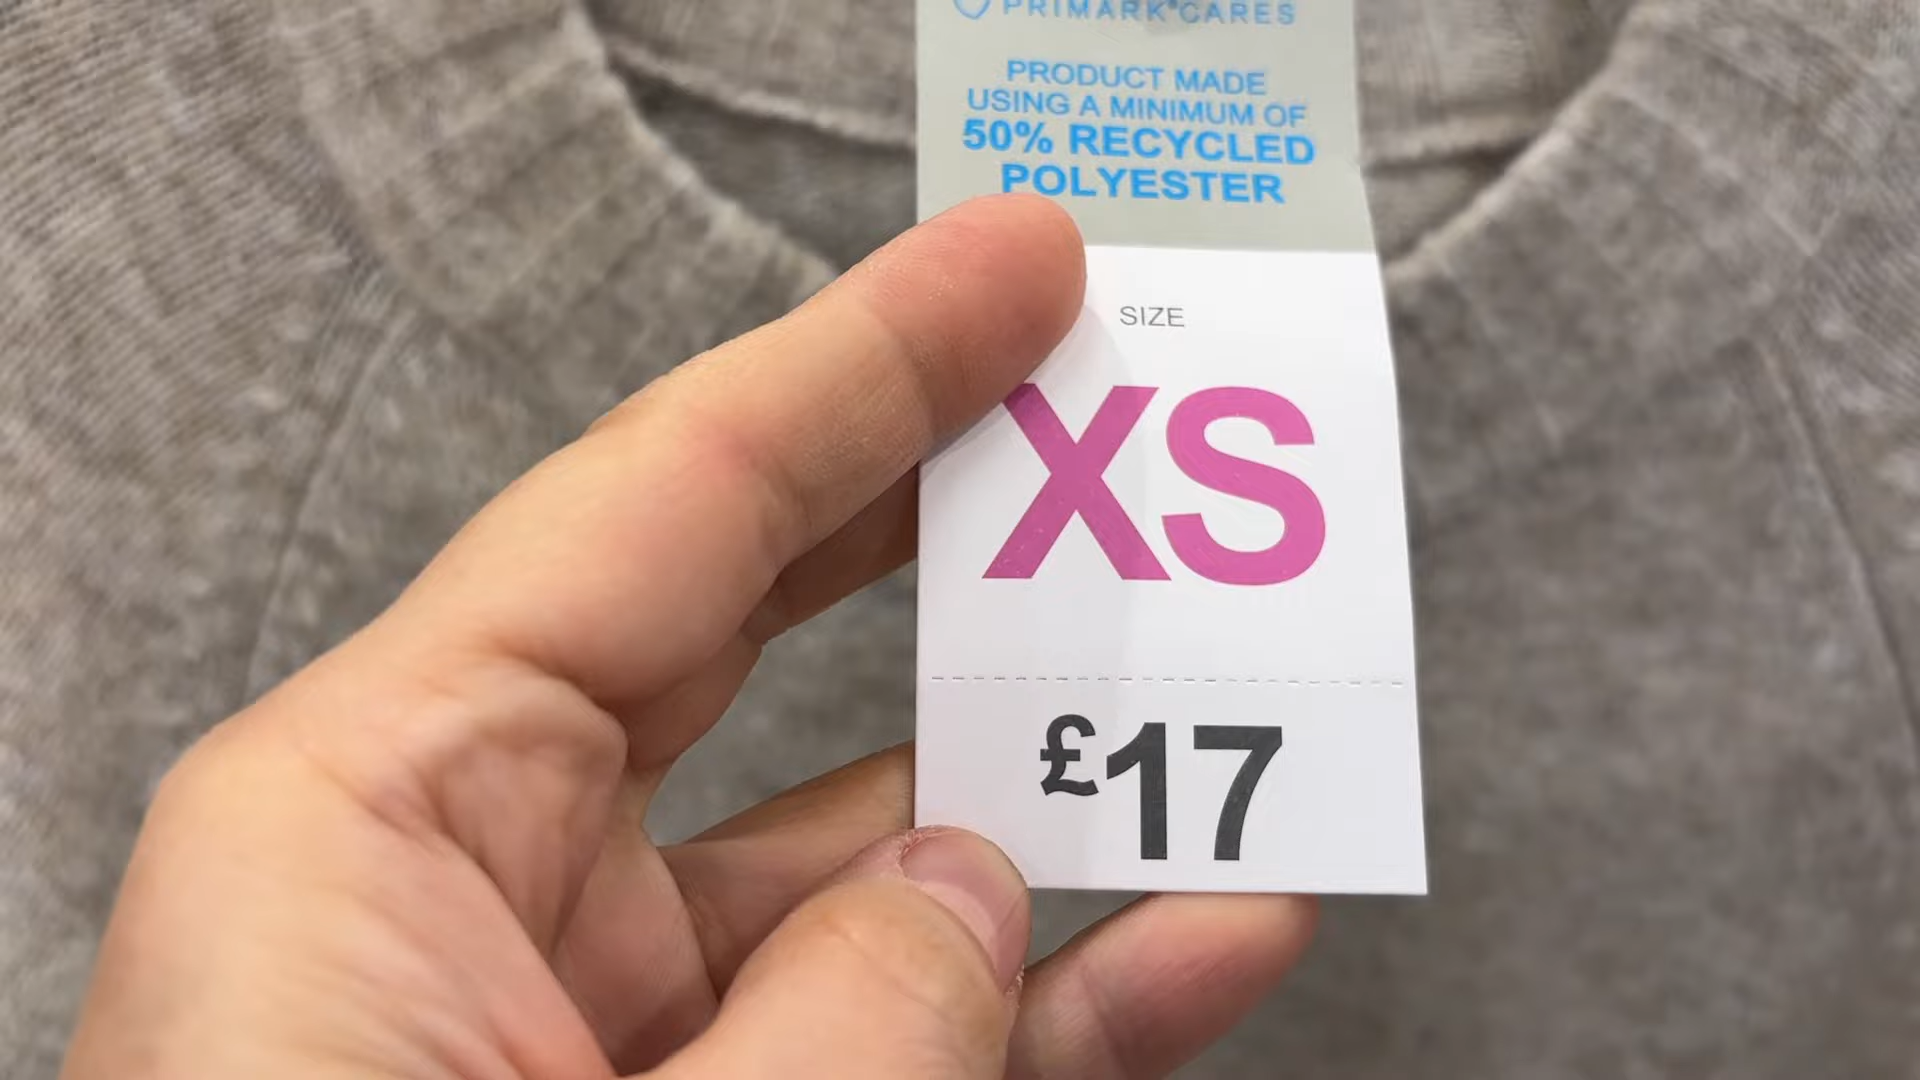 PRIMARK®CARES
PRODUCT MADE
USING A MINIMUM OF
50% RECYCLED
POLYESTER
SIZE
XS
£17